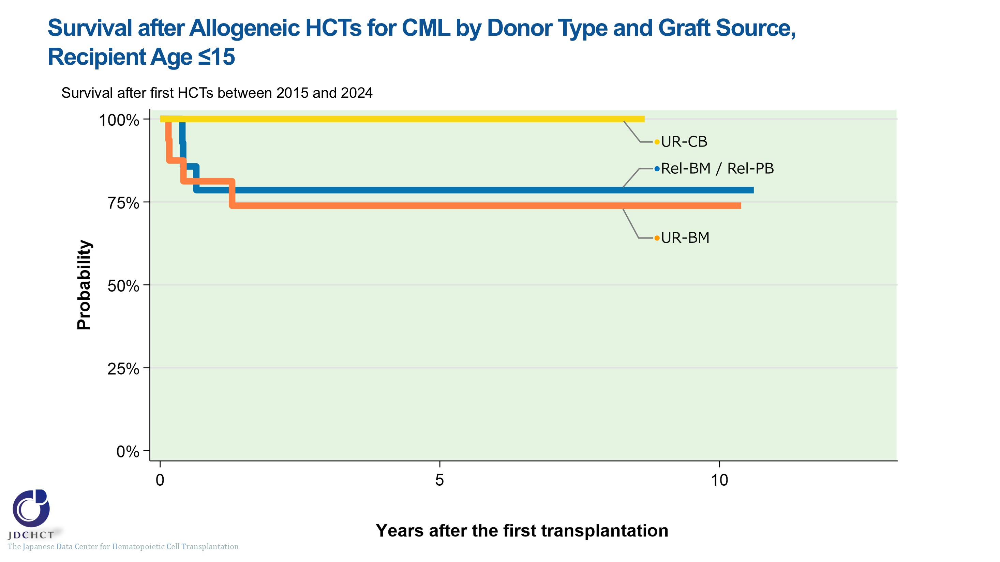 Survival after Allogeneic HCTs for CML by Donor Type and Graft Source,
Recipient Age ≤15
Survival after first HCTs between 2015 and 2024
100%
75%
50%
25%
0%
Probability
UR-CB
Rel-BM / Rel-PB
UR-BM
0
5
10
Years after the first transplantation
JDCHCT
The Japanese Data Center for Hematopoietic Cell Transplantation